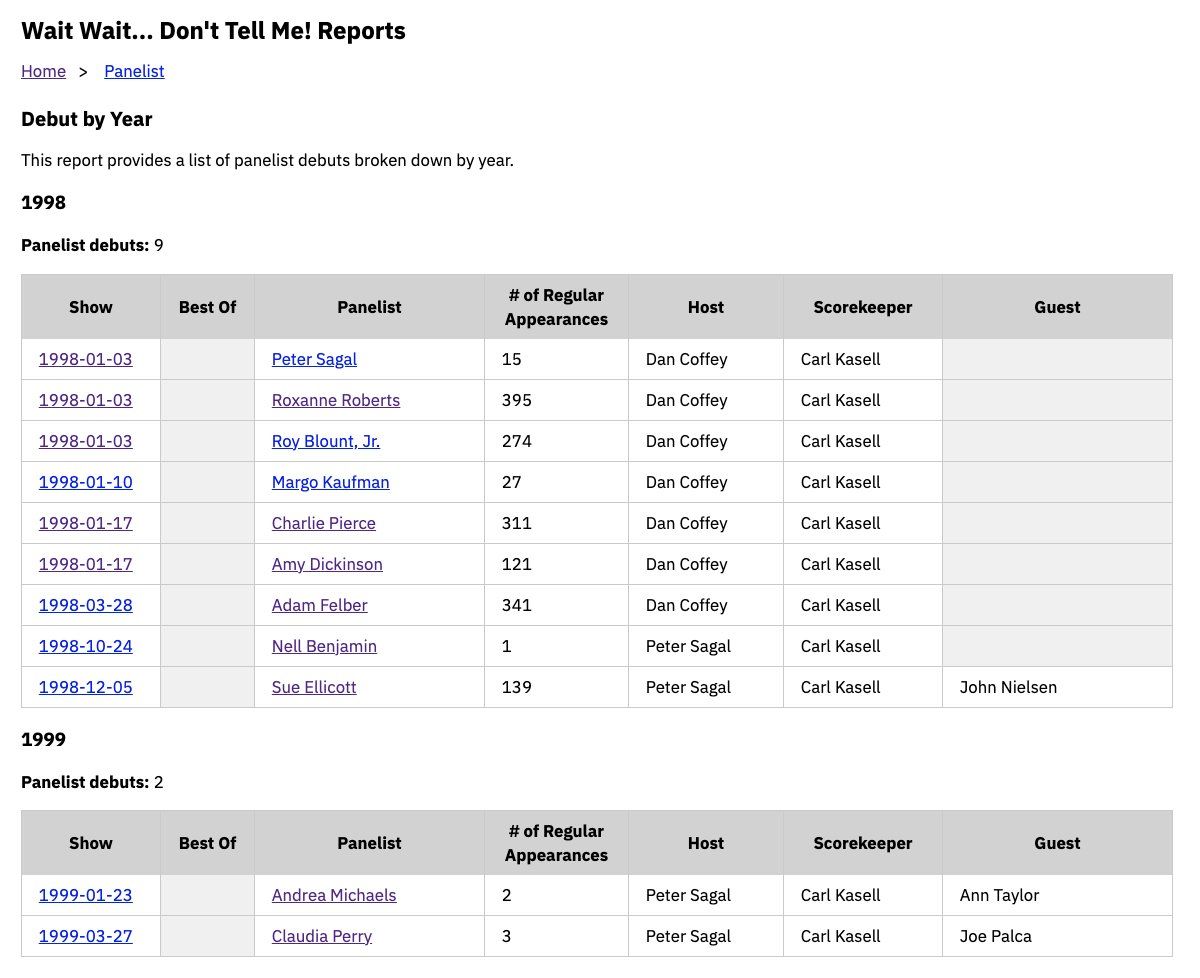 Wait Wait... Don't Tell Me! Reports
Home > Panelist
Debut by Year
This report provides a list of panelist debuts broken down by year.
1998
Panelist debuts: 9
Show Best Of Panelist # of Regular Appearances Host Scorekeeper Guest
1998-01-03 Peter Sagal 15 Dan Coffey Carl Kasell
1998-01-03 Roxanne Roberts 395 Dan Coffey Carl Kasell
1998-01-03 Roy Blount, Jr. 274 Dan Coffey Carl Kasell
1998-01-10 Margo Kaufman 27 Dan Coffey Carl Kasell
1998-01-17 Charlie Pierce 311 Dan Coffey Carl Kasell
1998-01-17 Amy Dickinson 121 Dan Coffey Carl Kasell
1998-03-28 Adam Felber 341 Dan Coffey Carl Kasell
1998-10-24 Nell Benjamin 1 Peter Sagal Carl Kasell
1998-12-05 Sue Ellicott 139 Peter Sagal Carl Kasell John Nielsen
1999
Panelist debuts: 2
Show Best Of Panelist # of Regular Appearances Host Scorekeeper Guest
1999-01-23 Andrea Michaels 2 Peter Sagal Carl Kasell Ann Taylor
1999-03-27 Claudia Perry 3 Peter Sagal Carl Kasell Joe Palca